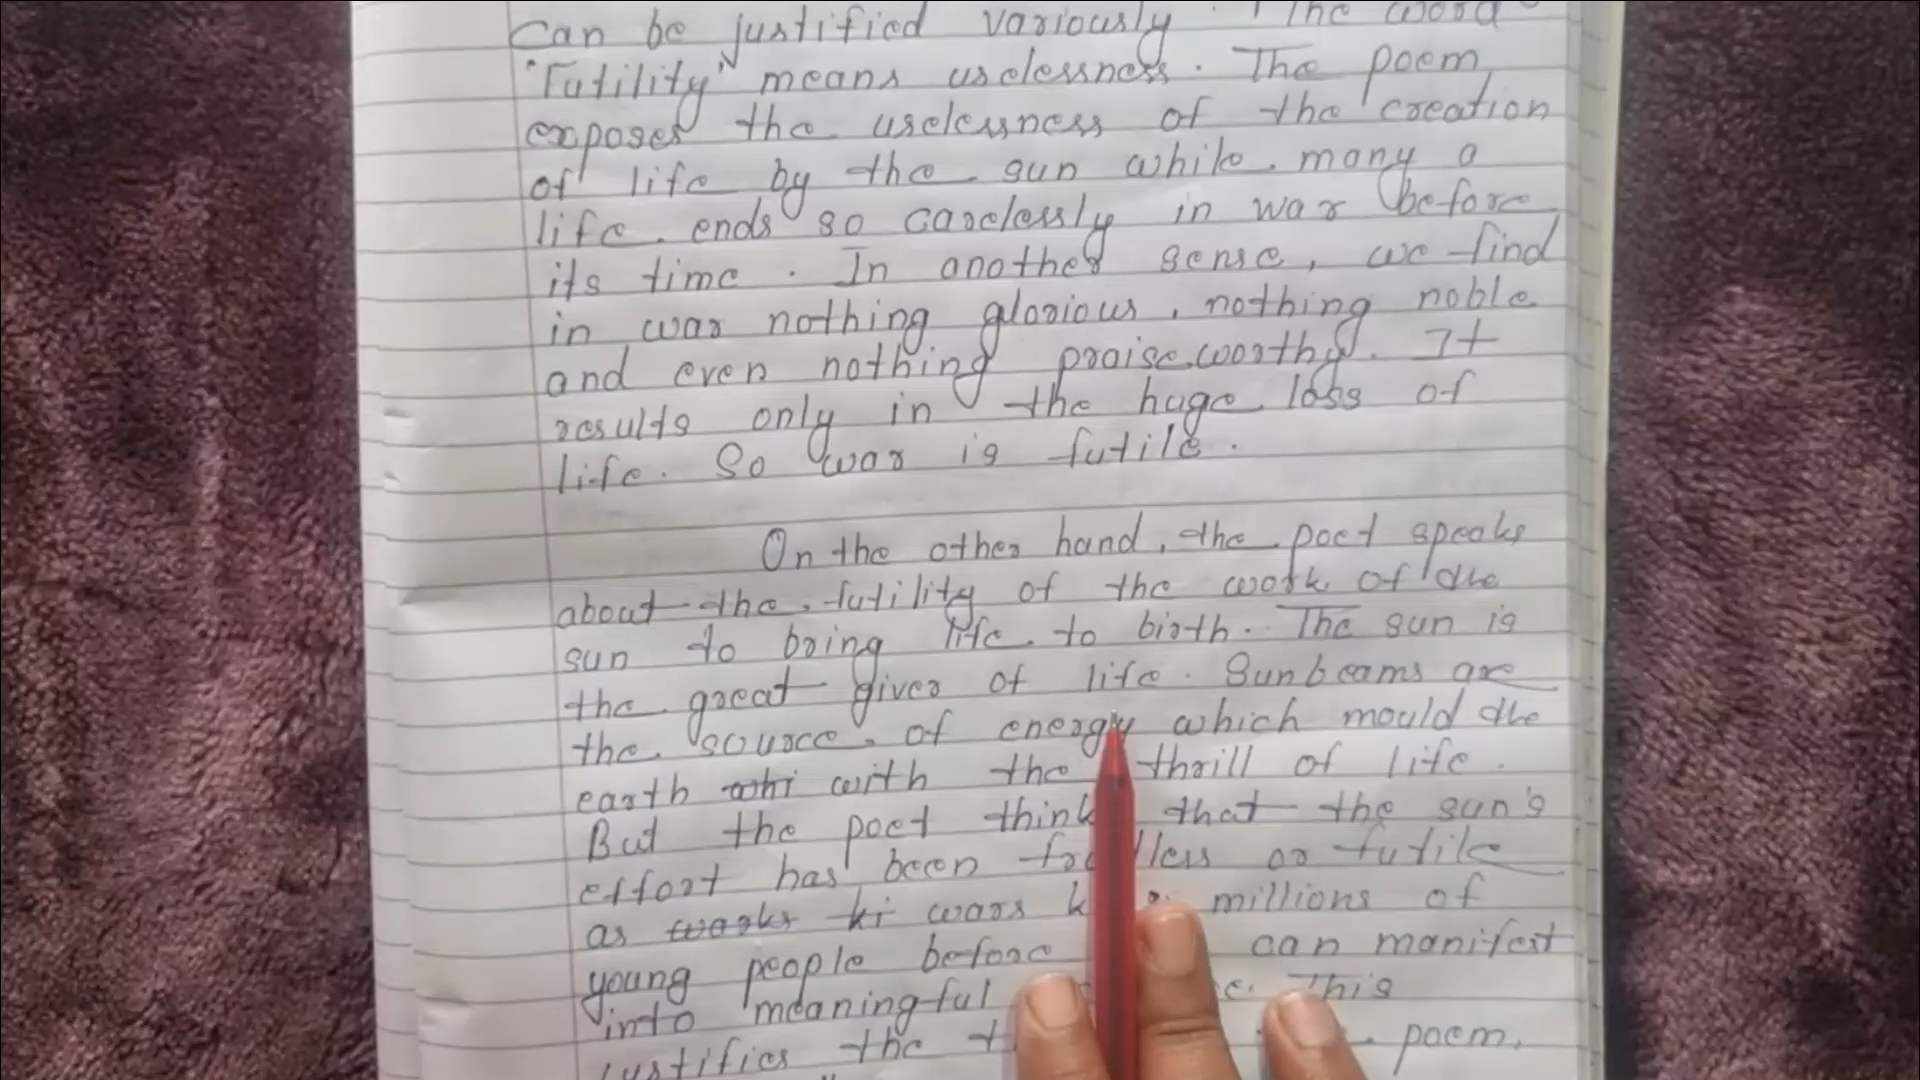 can be justified variously. The word
"Futility" means uselessness. The poem
exposes the uselessness of the creation
of life by the sun while many a
life ends so carelessly in war before
its time. In another sense, we find
in war nothing glorious, nothing noble
and even nothing praiseworthy. It
results only in the huge loss of
life. So war is futile.
On the other hand, the poet speaks
about the futility of the work of the
sun to bring life to birth. The sun is
the great giver of life. Sunbeams are
the source of energy which mould the
earth whi with the thrill of life.
But the poet think that the sun's
effort has been or futile
as works ki wars millions of
young people before can manifest
into meaningful This
justifies the poem.